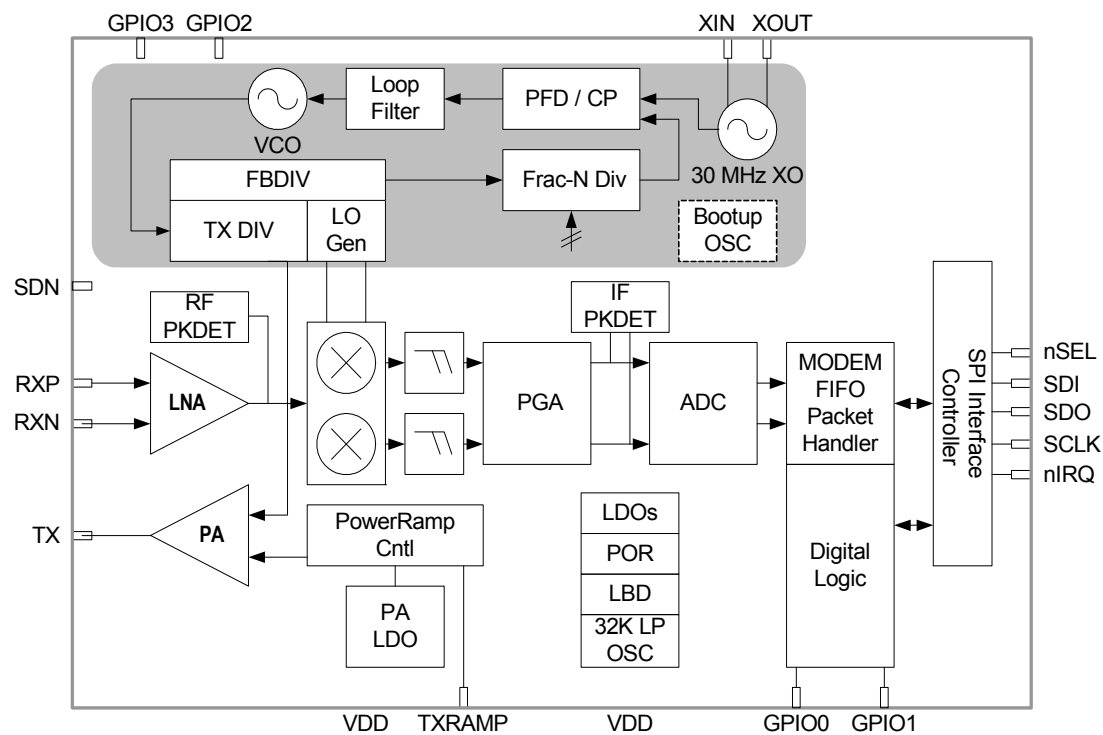 GPIO3 GPIO2
XIN XOUT
Loop
Filter
PFD / CP
VCO
30 MHz XO
FBDIV
Frac-N Div
TX DIV
LO
Gen
Bootup
OSC
SDN
RF
PKDET
IF
PKDET
RXP
RXN
LNA
PGA
ADC
MODEM
FIFO
Packet
Handler
SPI Interface
Controller
nSEL
SDI
SDO
SCLK
nIRQ
TX
PA
PowerRamp
Cntl
PA
LDO
LDOs
POR
LBD
32K LP
OSC
Digital
Logic
VDD
TXRAMP
VDD
GPIO0
GPIO1